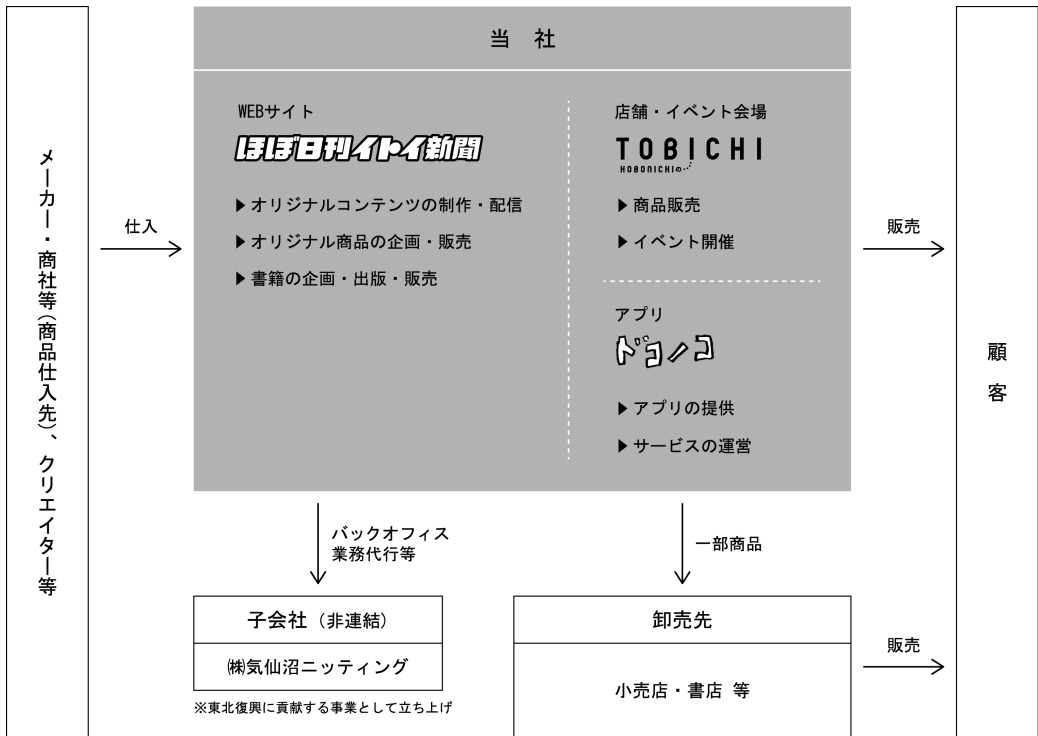 メーカー・商社等(商品仕入先)、クリエイター等
仕入
当 社
WEBサイト
ほぼ日刊イトイ新聞
▶オリジナルコンテンツの制作・配信
▶オリジナル商品の企画・販売
▶書籍の企画・出版・販売
店舗・イベント会場
TOBICHI
HOBONICHIの
▶商品販売
▶イベント開催
アプリ
ドコノコ
▶アプリの提供
▶サービスの運営
販売
顧客
バックオフィス
業務代行等
一部商品
子会社(非連結)
㈱気仙沼ニッティング
※東北復興に貢献する事業として立ち上げ
卸売先
小売店・書店 等
販売